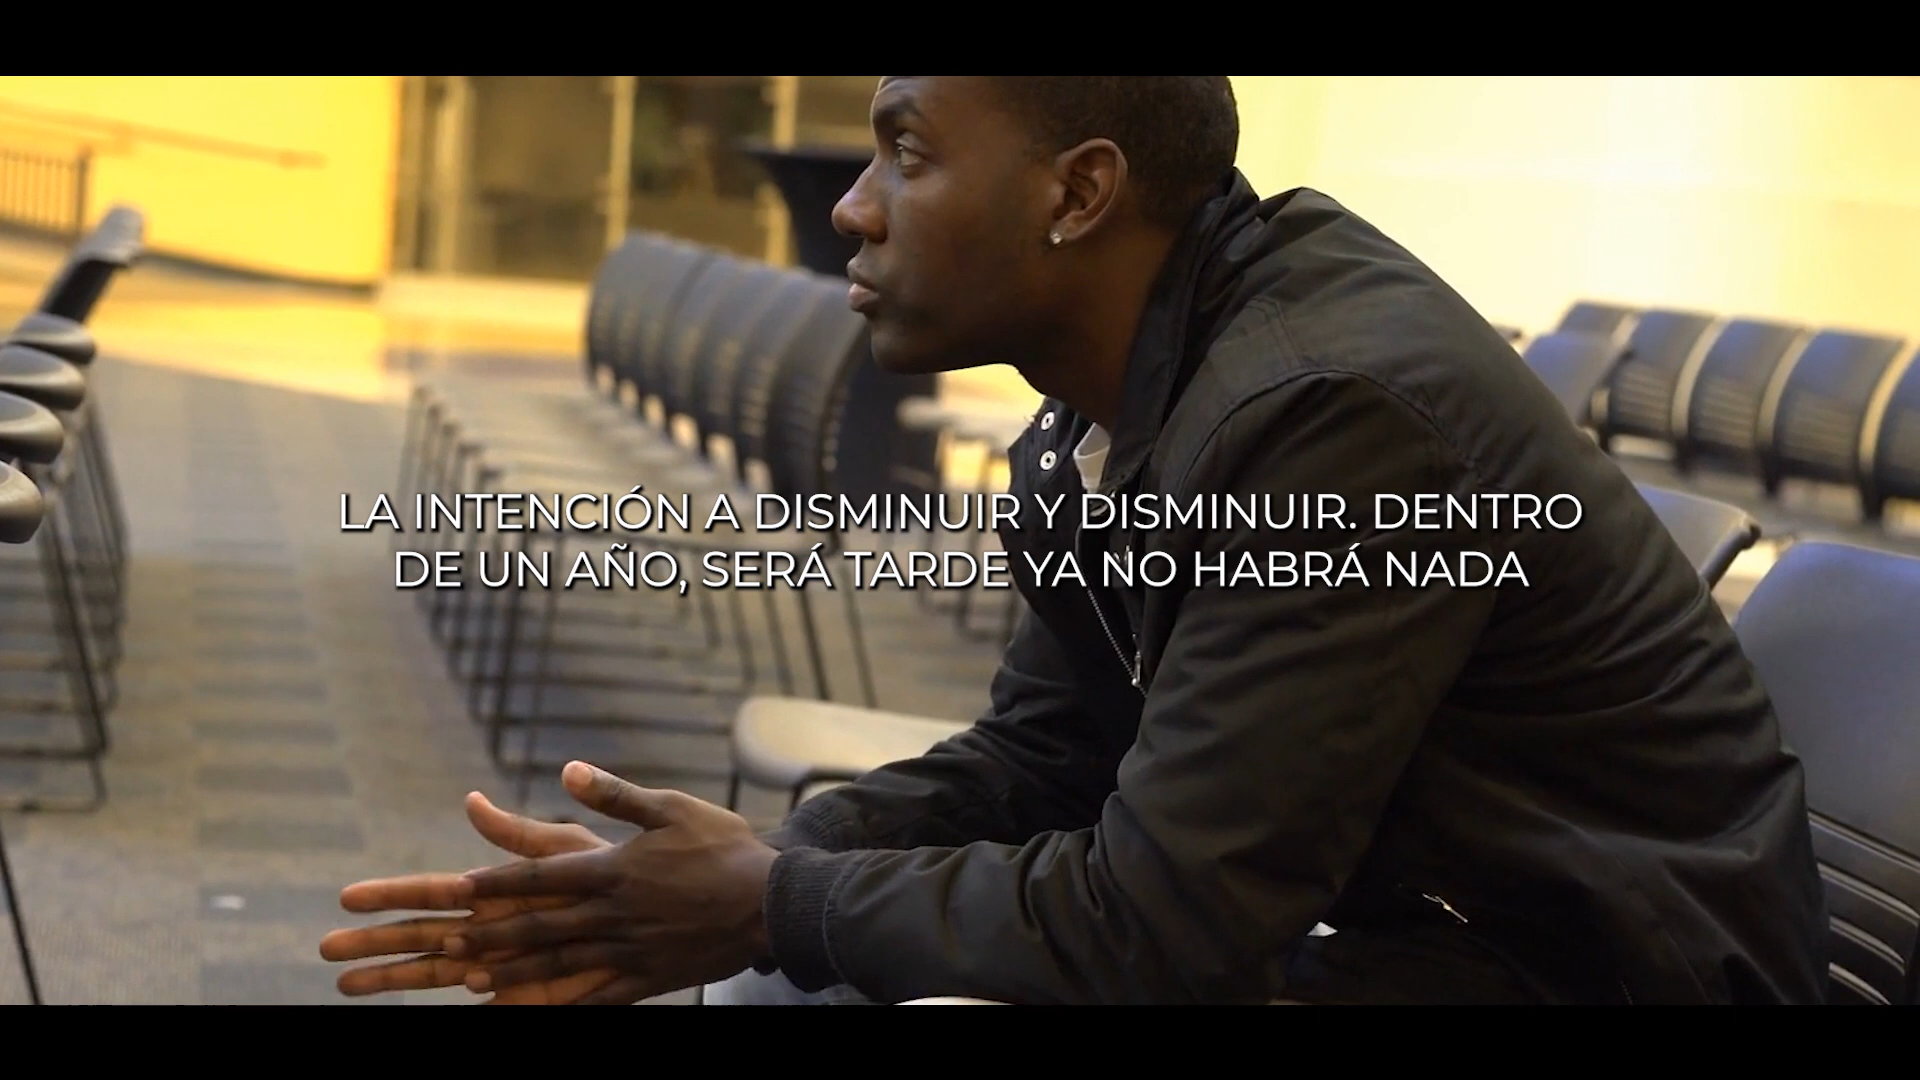 LA INTENCIÓN A DISMINUIR Y DISMINUIR. DENTRO
DE UN AÑO, SERÁ TARDE YA NO HABRÁ NADA